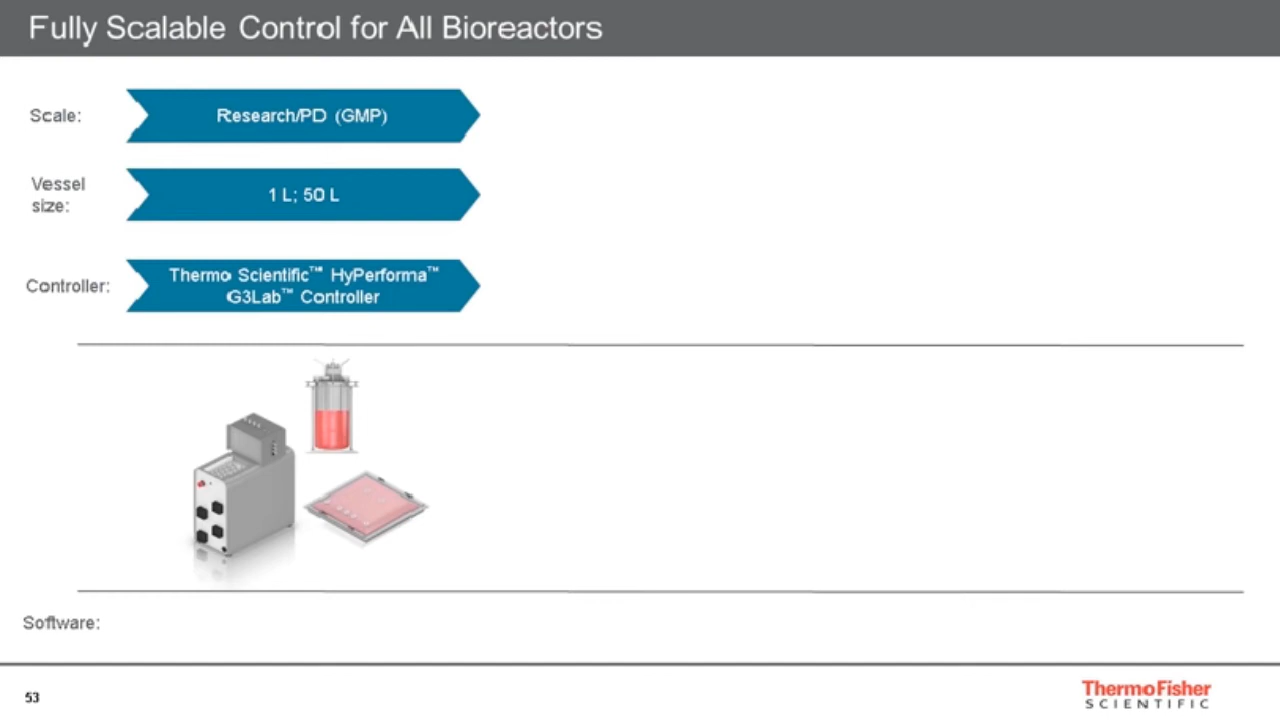 Fully Scalable Control for All Bioreactors
Scale:
Research/PD (GMP)
Vessel
size:
1 L; 50 L
Controller:
Thermo Scientific™ HyPerforma™
G3Lab™ Controller
Software:
53
ThermoFisher
SCIENTIFIC